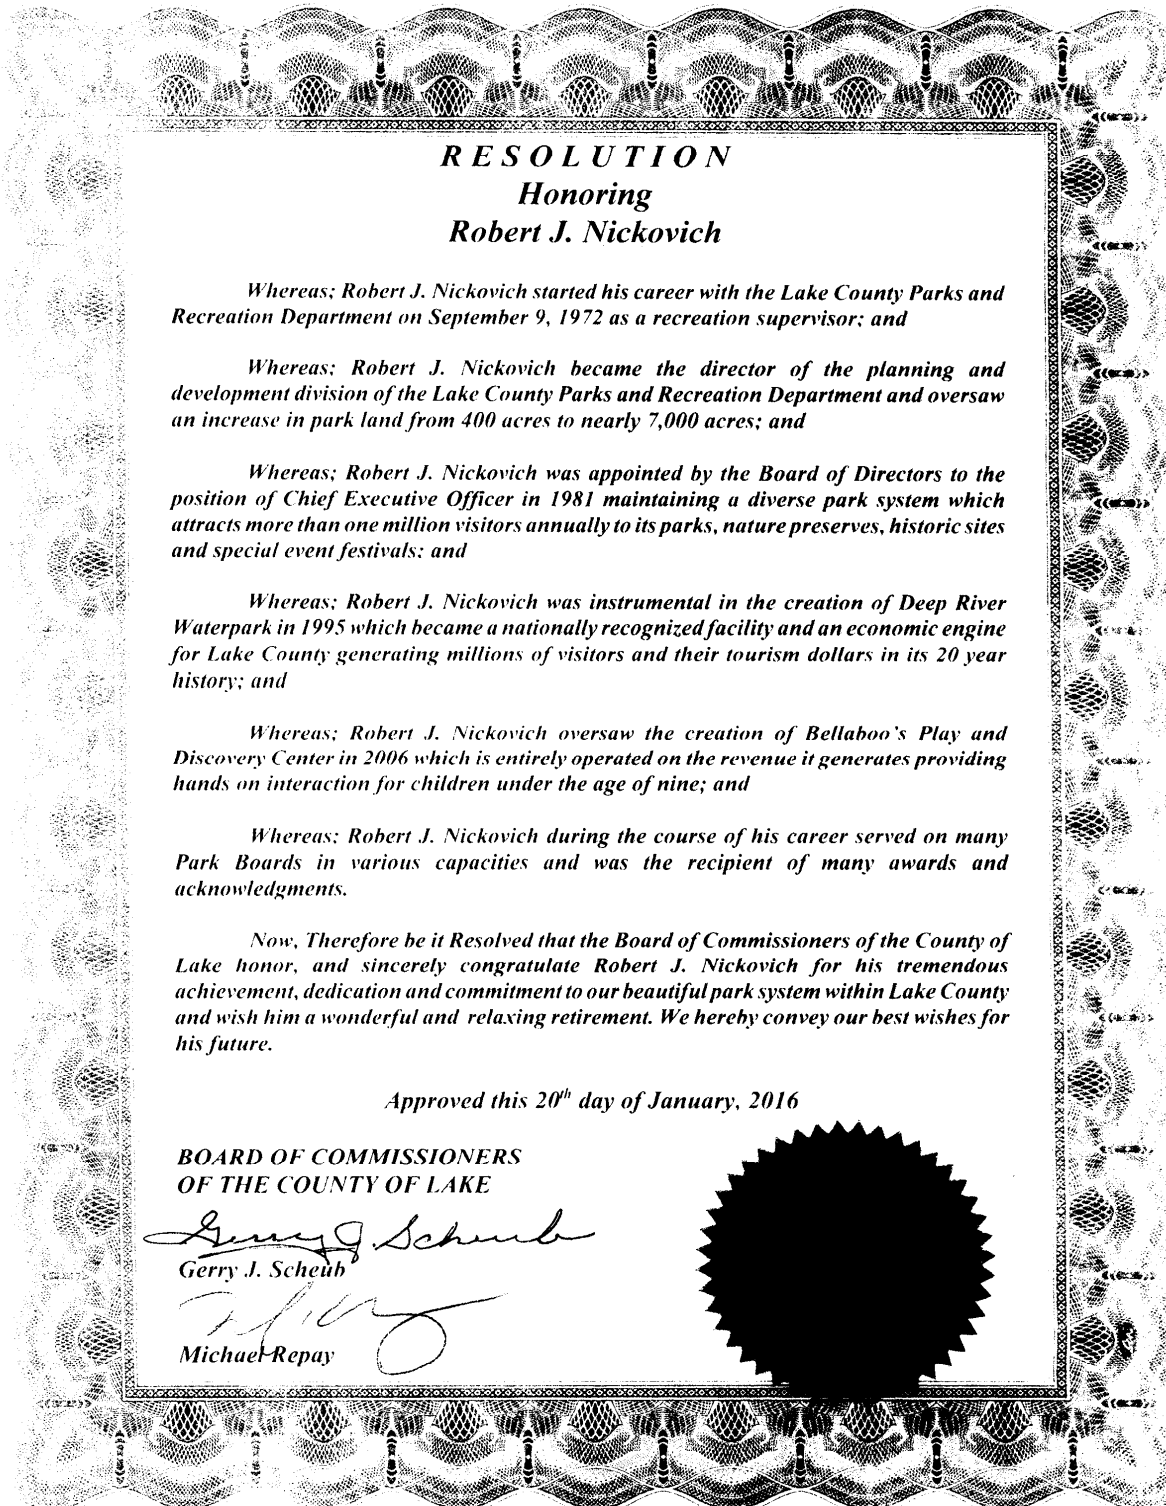 RESOLUTION
Honoring
Robert J. Nickovich
Whereas; Robert J. Nickovich started his career with the Lake County Parks and
Recreation Department on September 9, 1972 as a recreation supervisor; and
Whereas; Robert J. Nickovich became the director of the planning and
development division of the Lake County Parks and Recreation Department and oversaw
an increase in park land from 400 acres to nearly 7,000 acres; and
Whereas; Robert J. Nickovich was appointed by the Board of Directors to the
position of Chief Executive Officer in 1981 maintaining a diverse park system which
attracts more than one million visitors annually to its parks, nature preserves, historic sites
and special event festivals; and
Whereas; Robert J. Nickovich was instrumental in the creation of Deep River
Waterpark in 1995 which became a nationally recognized facility and an economic engine
for Lake County generating millions of visitors and their tourism dollars in its 20 year
history; and
Whereas; Robert J. Nickovich oversaw the creation of Bellaboo's Play and
Discovery Center in 2006 which is entirely operated on the revenue it generates providing
hands on interaction for children under the age of nine; and
Whereas; Robert J. Nickovich during the course of his career served on many
Park Boards in various capacities and was the recipient of many awards and
acknowledgments.
Now, Therefore be it Resolved that the Board of Commissioners of the County of
Lake honor, and sincerely congratulate Robert J. Nickovich for his tremendous
achievement, dedication and commitment to our beautiful park system within Lake County
and wish him a wonderful and relaxing retirement. We hereby convey our best wishes for
his future.
Approved this 20th day of January, 2016
BOARD OF COMMISSIONERS
OF THE COUNTY OF LAKE
Gerry J. Scheub
Gerry J. Scheub
Michael Repay